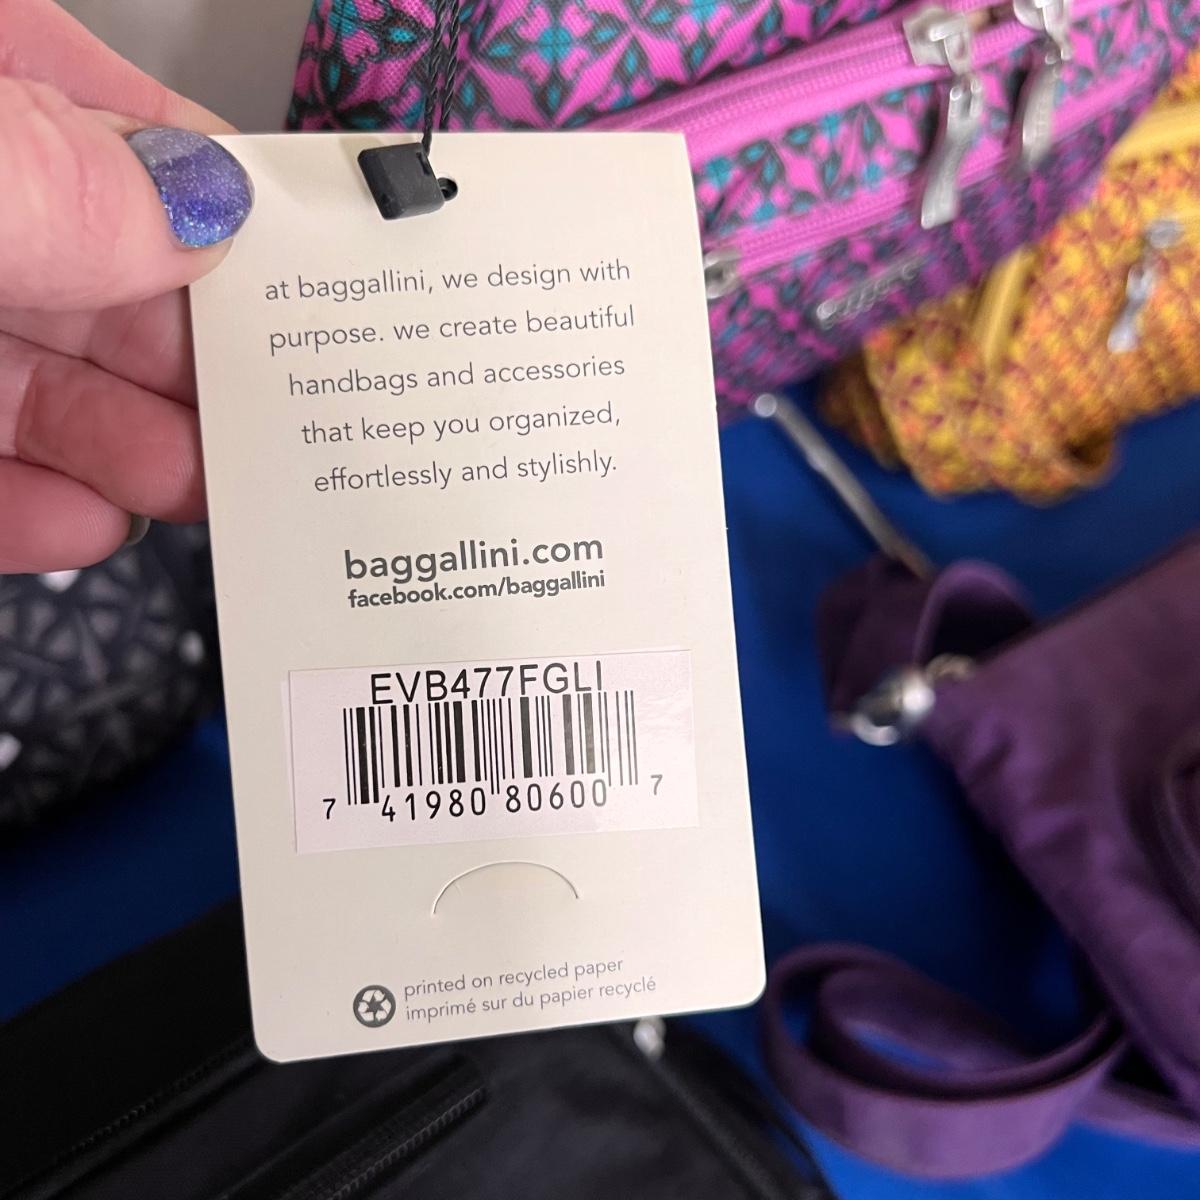 at baggallini, we design with
purpose. we create beautiful
handbags and accessories
that keep you organized,
effortlessly and stylishly.
baggallini.com
facebook.com/baggallini
EVB477FGLI
7 41980 80600 7
printed on recycled paper
imprimé sur du papier recyclé